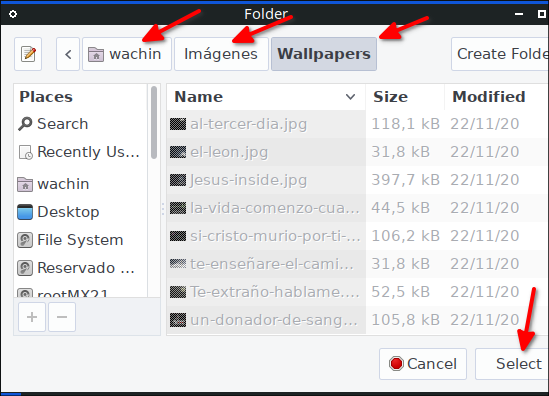 Folder
wachin Imágenes Wallpapers Create Folde
Places Name Size Modified
Search al-tercer-dia.jpg 118,1 kB 22/11/20
Recently Us... el-leon.jpg 31,8 kB 22/11/20
wachin Jesus-inside.jpg 397,7 kB 22/11/20
Desktop la-vida-comenzo-cua... 44,5 kB 22/11/20
File System si-cristo-murio-por-ti-... 106,2 kB 22/11/20
Reservado ... te-enseñare-el-cami... 31,8 kB 22/11/20
rootMX21 Te-extraño-hablame.... 52,5 kB 22/11/20
un-donador-de-sang... 105,8 kB 22/11/20
Cancel Select